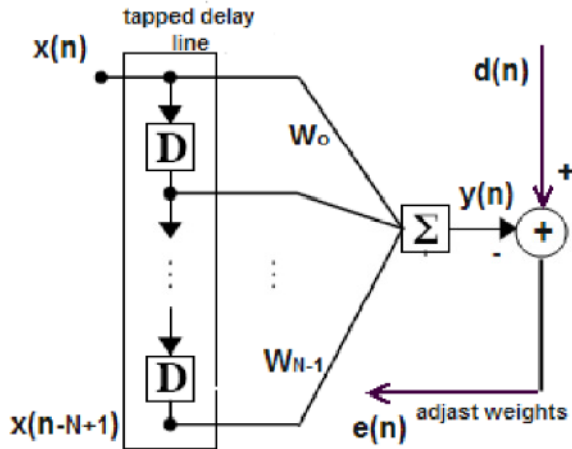 tapped delay
line
x(n)
d(n)
D
Wo
+
y(n)
Σ
-
+
D
WN-1
x(n-N+1)
e(n)
adjast weights